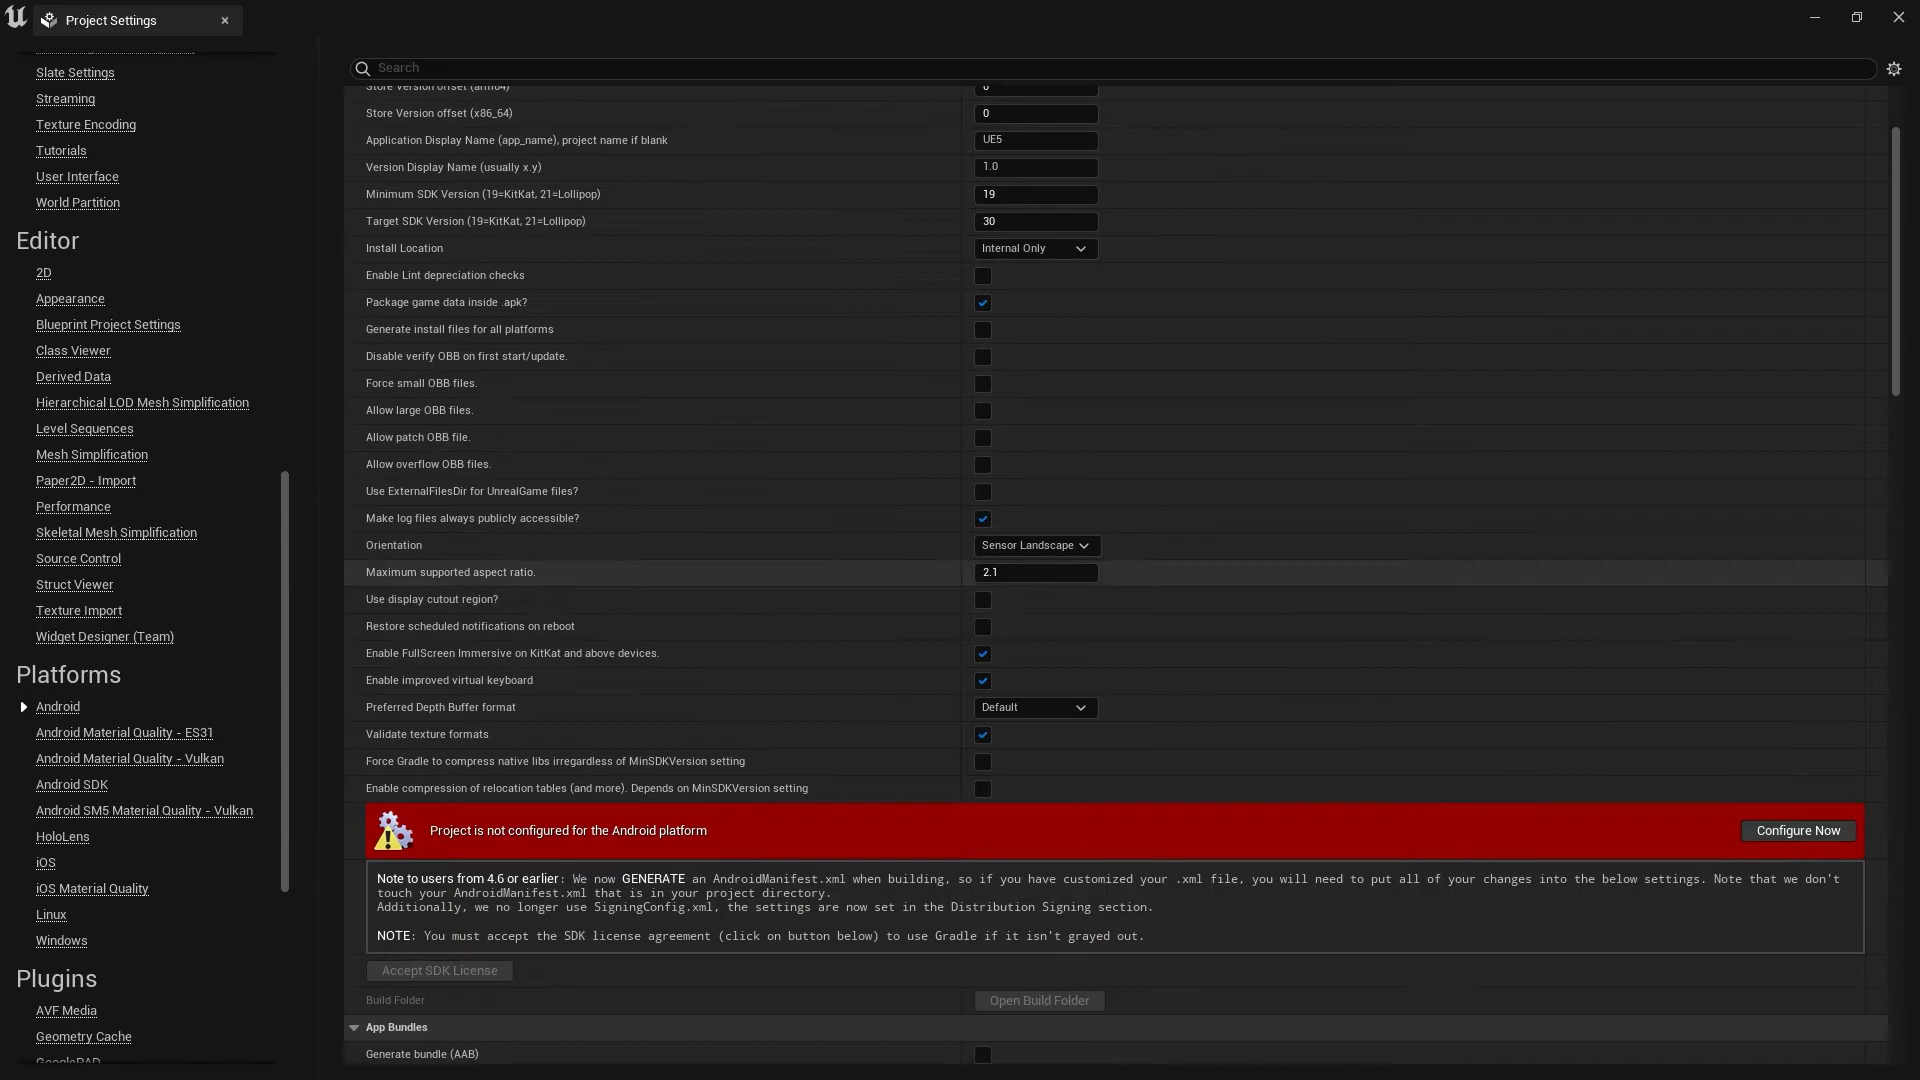 Project Settings
Slate Settings
Streaming
Texture Encoding
Tutorials
User Interface
World Partition
Editor
2D
Appearance
Blueprint Project Settings
Class Viewer
Derived Data
Hierarchical LOD Mesh Simplification
Level Sequences
Mesh Simplification
Paper2D - Import
Performance
Skeletal Mesh Simplification
Source Control
Struct Viewer
Texture Import
Widget Designer (Team)
Platforms
Android
Android Material Quality - ES31
Android Material Quality - Vulkan
Android SDK
Android SM5 Material Quality - Vulkan
HoloLens
iOS
iOS Material Quality
Linux
Windows
Plugins
AVF Media
Geometry Cache
Search
Store Version offset (arm64) 0
Store Version offset (x86_64) 0
Application Display Name (app_name), project name if blank UE5
Version Display Name (usually x.y) 1.0
Minimum SDK Version (19=KitKat, 21=Lollipop) 19
Target SDK Version (19=KitKat, 21=Lollipop) 30
Install Location Internal Only
Enable Lint depreciation checks
Package game data inside .apk?
Generate install files for all platforms
Disable verify OBB on first start/update.
Force small OBB files.
Allow large OBB files.
Allow patch OBB file.
Allow overflow OBB files.
Use ExternalFilesDir for UnrealGame files?
Make log files always publicly accessible?
Orientation Sensor Landscape
Maximum supported aspect ratio. 2.1
Use display cutout region?
Restore scheduled notifications on reboot
Enable FullScreen Immersive on KitKat and above devices.
Enable improved virtual keyboard
Preferred Depth Buffer format Default
Validate texture formats
Force Gradle to compress native libs irregardless of MinSDKVersion setting
Enable compression of relocation tables (and more). Depends on MinSDKVersion setting
Project is not configured for the Android platform Configure Now
Note to users from 4.6 or earlier: We now GENERATE an AndroidManifest.xml when building, so if you have customized your .xml file, you will need to put all of your changes into the below settings. Note that we don't
touch your AndroidManifest.xml that is in your project directory.
Additionally, we no longer use SigningConfig.xml, the settings are now set in the Distribution Signing section.
NOTE: You must accept the SDK license agreement (click on button below) to use Gradle if it isn't grayed out.
Accept SDK License
Build Folder Open Build Folder
App Bundles
Generate bundle (AAB)